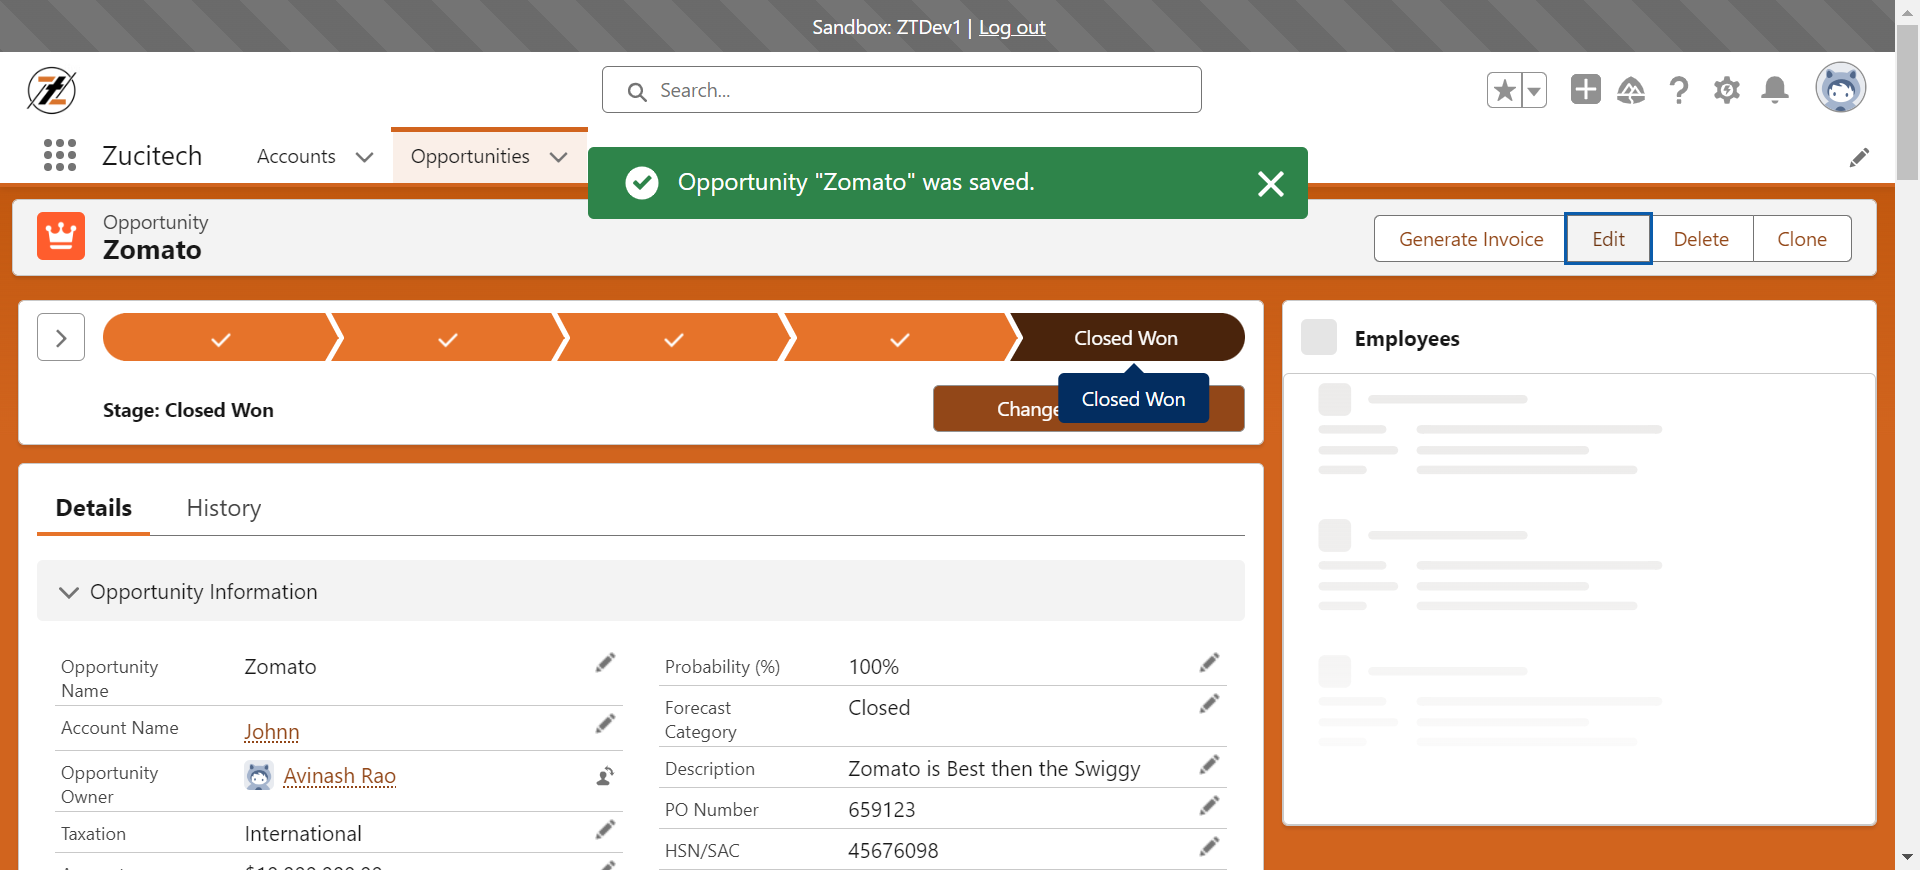 Sandbox: ZTDev1 | Log out
Search...
Zucitech
Accounts
Opportunities
Opportunity "Zomato" was saved.
Opportunity
Zomato
Generate Invoice
Edit
Delete
Clone
Closed Won
Stage: Closed Won
Change
Closed Won
Employees
Details
History
Opportunity Information
Opportunity
Name
Zomato
Account Name
Johnn
Opportunity
Owner
Avinash Rao
Taxation
International
Probability (%)
100%
Forecast
Category
Closed
Description
Zomato is Best then the Swiggy
PO Number
659123
HSN/SAC
45676098